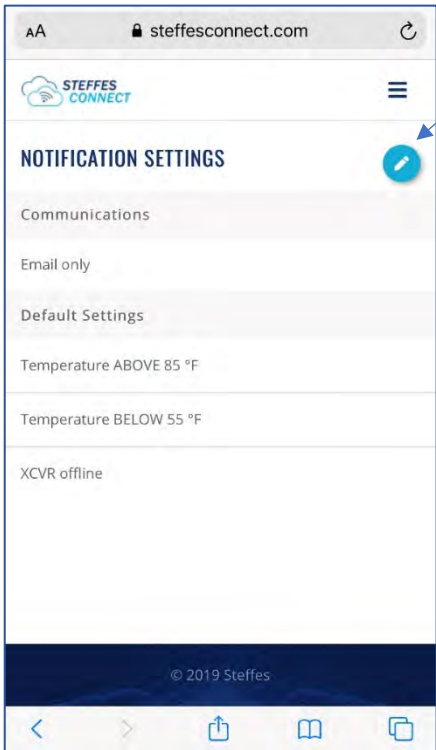 AA steffesconnect.com
STEFFES
CONNECT
NOTIFICATION SETTINGS
Communications
Email only
Default Settings
Temperature ABOVE 85 °F
Temperature BELOW 55 °F
XCVR offline
© 2019 Steffes